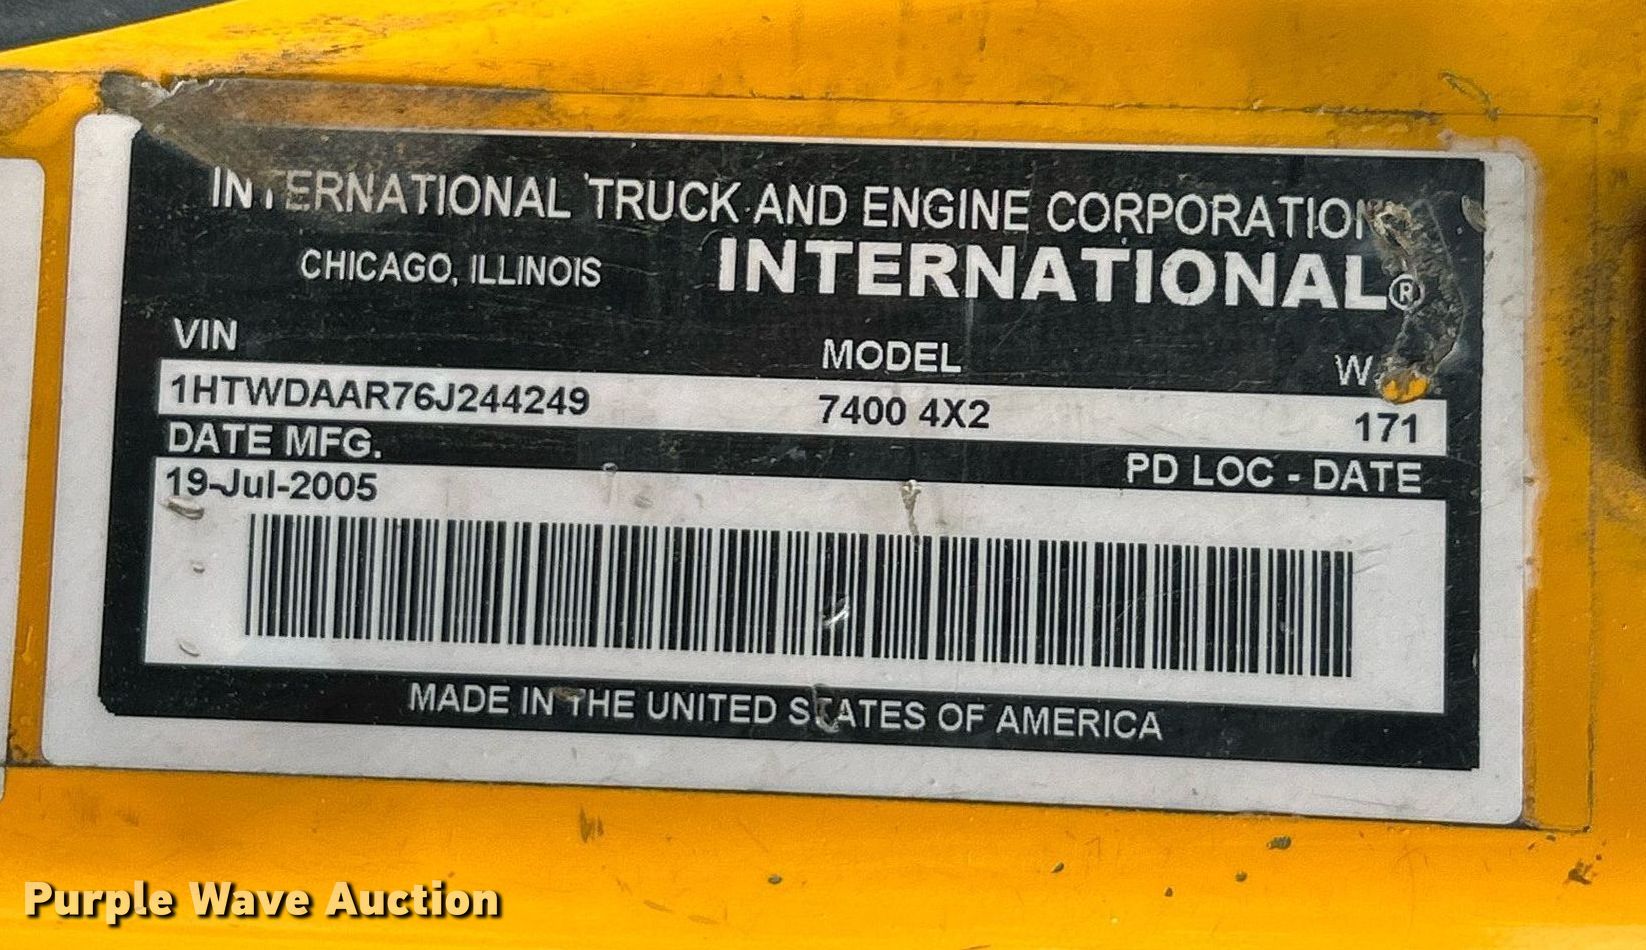 INTERNATIONAL TRUCK AND ENGINE CORPORATION
CHICAGO, ILLINOIS INTERNATIONAL®
VIN MODEL
1HTWDAAR76J244249 7400 4X2 171
DATE MFG. PD LOC - DATE
19-Jul-2005
MADE IN THE UNITED STATES OF AMERICA
Purple Wave Auction